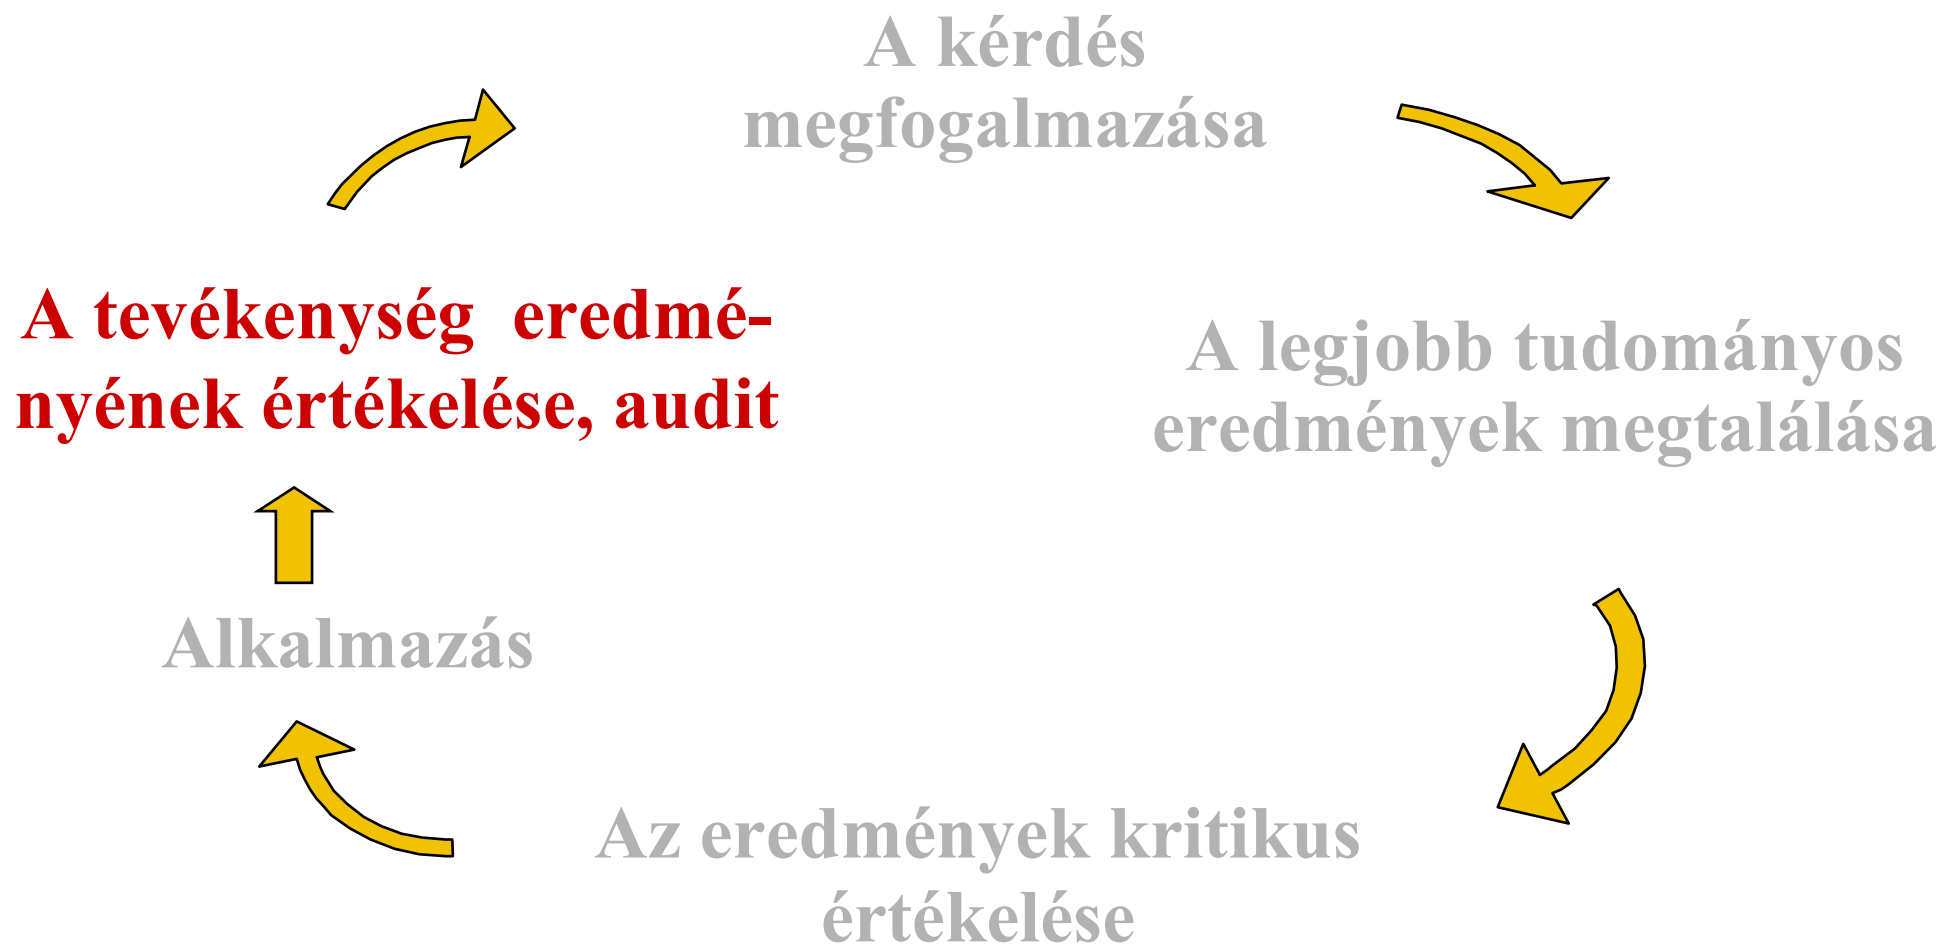 A kérdés
megfogalmazása
A tevékenység  eredmé-
nyének értékelése, audit
A legjobb tudományos
eredmények megtalálása
Alkalmazás
Az eredmények kritikus
értékelése